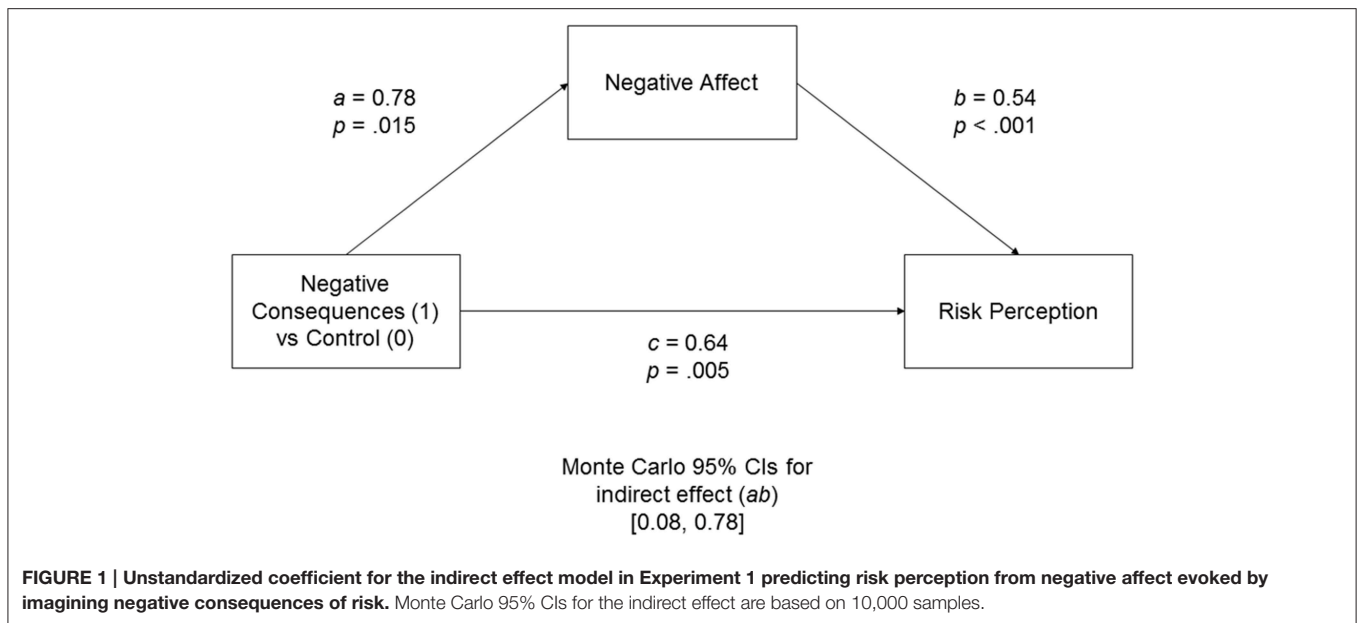 Negative Affect
a = 0.78
p = .015
b = 0.54
p < .001
Negative
Consequences (1)
vs Control (0)
Risk Perception
c = 0.64
p = .005
Monte Carlo 95% CIs for
indirect effect (ab)
[0.08, 0.78]
FIGURE 1 | Unstandardized coefficient for the indirect effect model in Experiment 1 predicting risk perception from negative affect evoked by
imagining negative consequences of risk. Monte Carlo 95% CIs for the indirect effect are based on 10,000 samples.